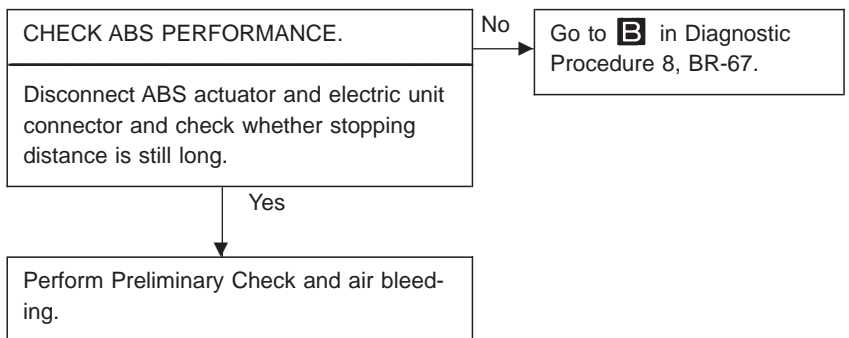 CHECK ABS PERFORMANCE.
Disconnect ABS actuator and electric unit
connector and check whether stopping
distance is still long.
No
Go to B in Diagnostic
Procedure 8, BR-67.
Yes
Perform Preliminary Check and air bleed-
ing.